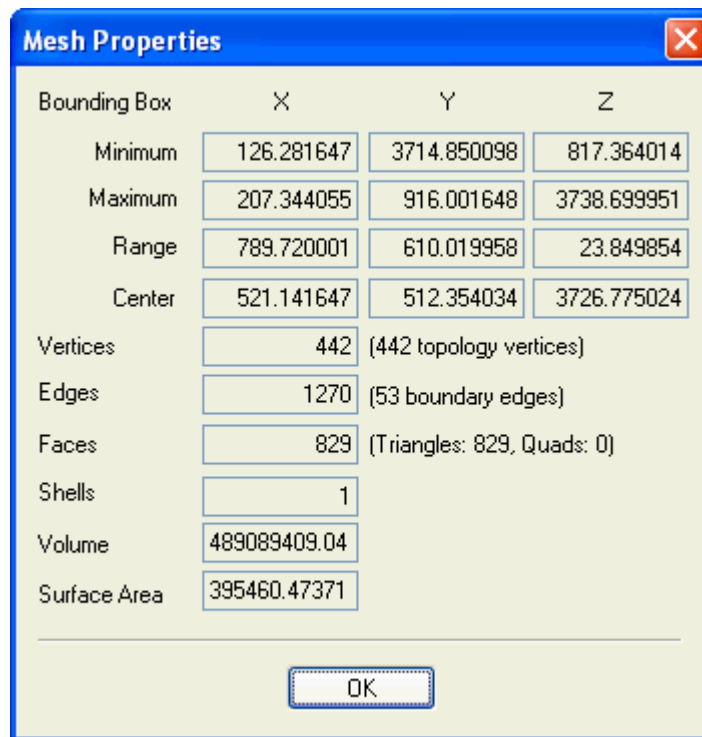 Mesh Properties
Bounding Box X Y Z
Minimum 126.281647 3714.850098 817.364014
Maximum 207.344055 916.001648 3738.699951
Range 789.720001 610.019958 23.849854
Center 521.141647 512.354034 3726.775024
Vertices 442 (442 topology vertices)
Edges 1270 (53 boundary edges)
Faces 829 (Triangles: 829, Quads: 0)
Shells 1
Volume 489089409.04
Surface Area 395460.47371
OK